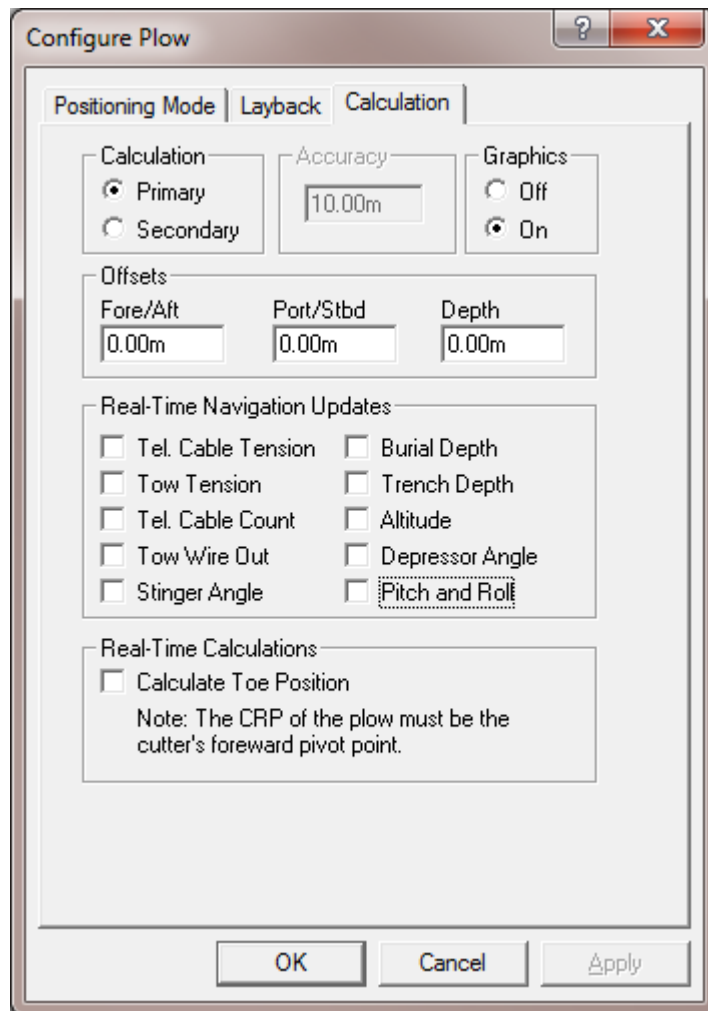 Configure Plow
Positioning Mode Layback Calculation
Calculation
Primary
Secondary
Accuracy
10.00m
Graphics
Off
On
Offsets
Fore/Aft Port/Stbd Depth
0.00m 0.00m 0.00m
Real-Time Navigation Updates
Tel. Cable Tension Burial Depth
Tow Tension Trench Depth
Tel. Cable Count Altitude
Tow Wire Out Depressor Angle
Stinger Angle Pitch and Roll
Real-Time Calculations
Calculate Toe Position
Note: The CRP of the plow must be the
cutter's foreward pivot point.
OK Cancel Apply